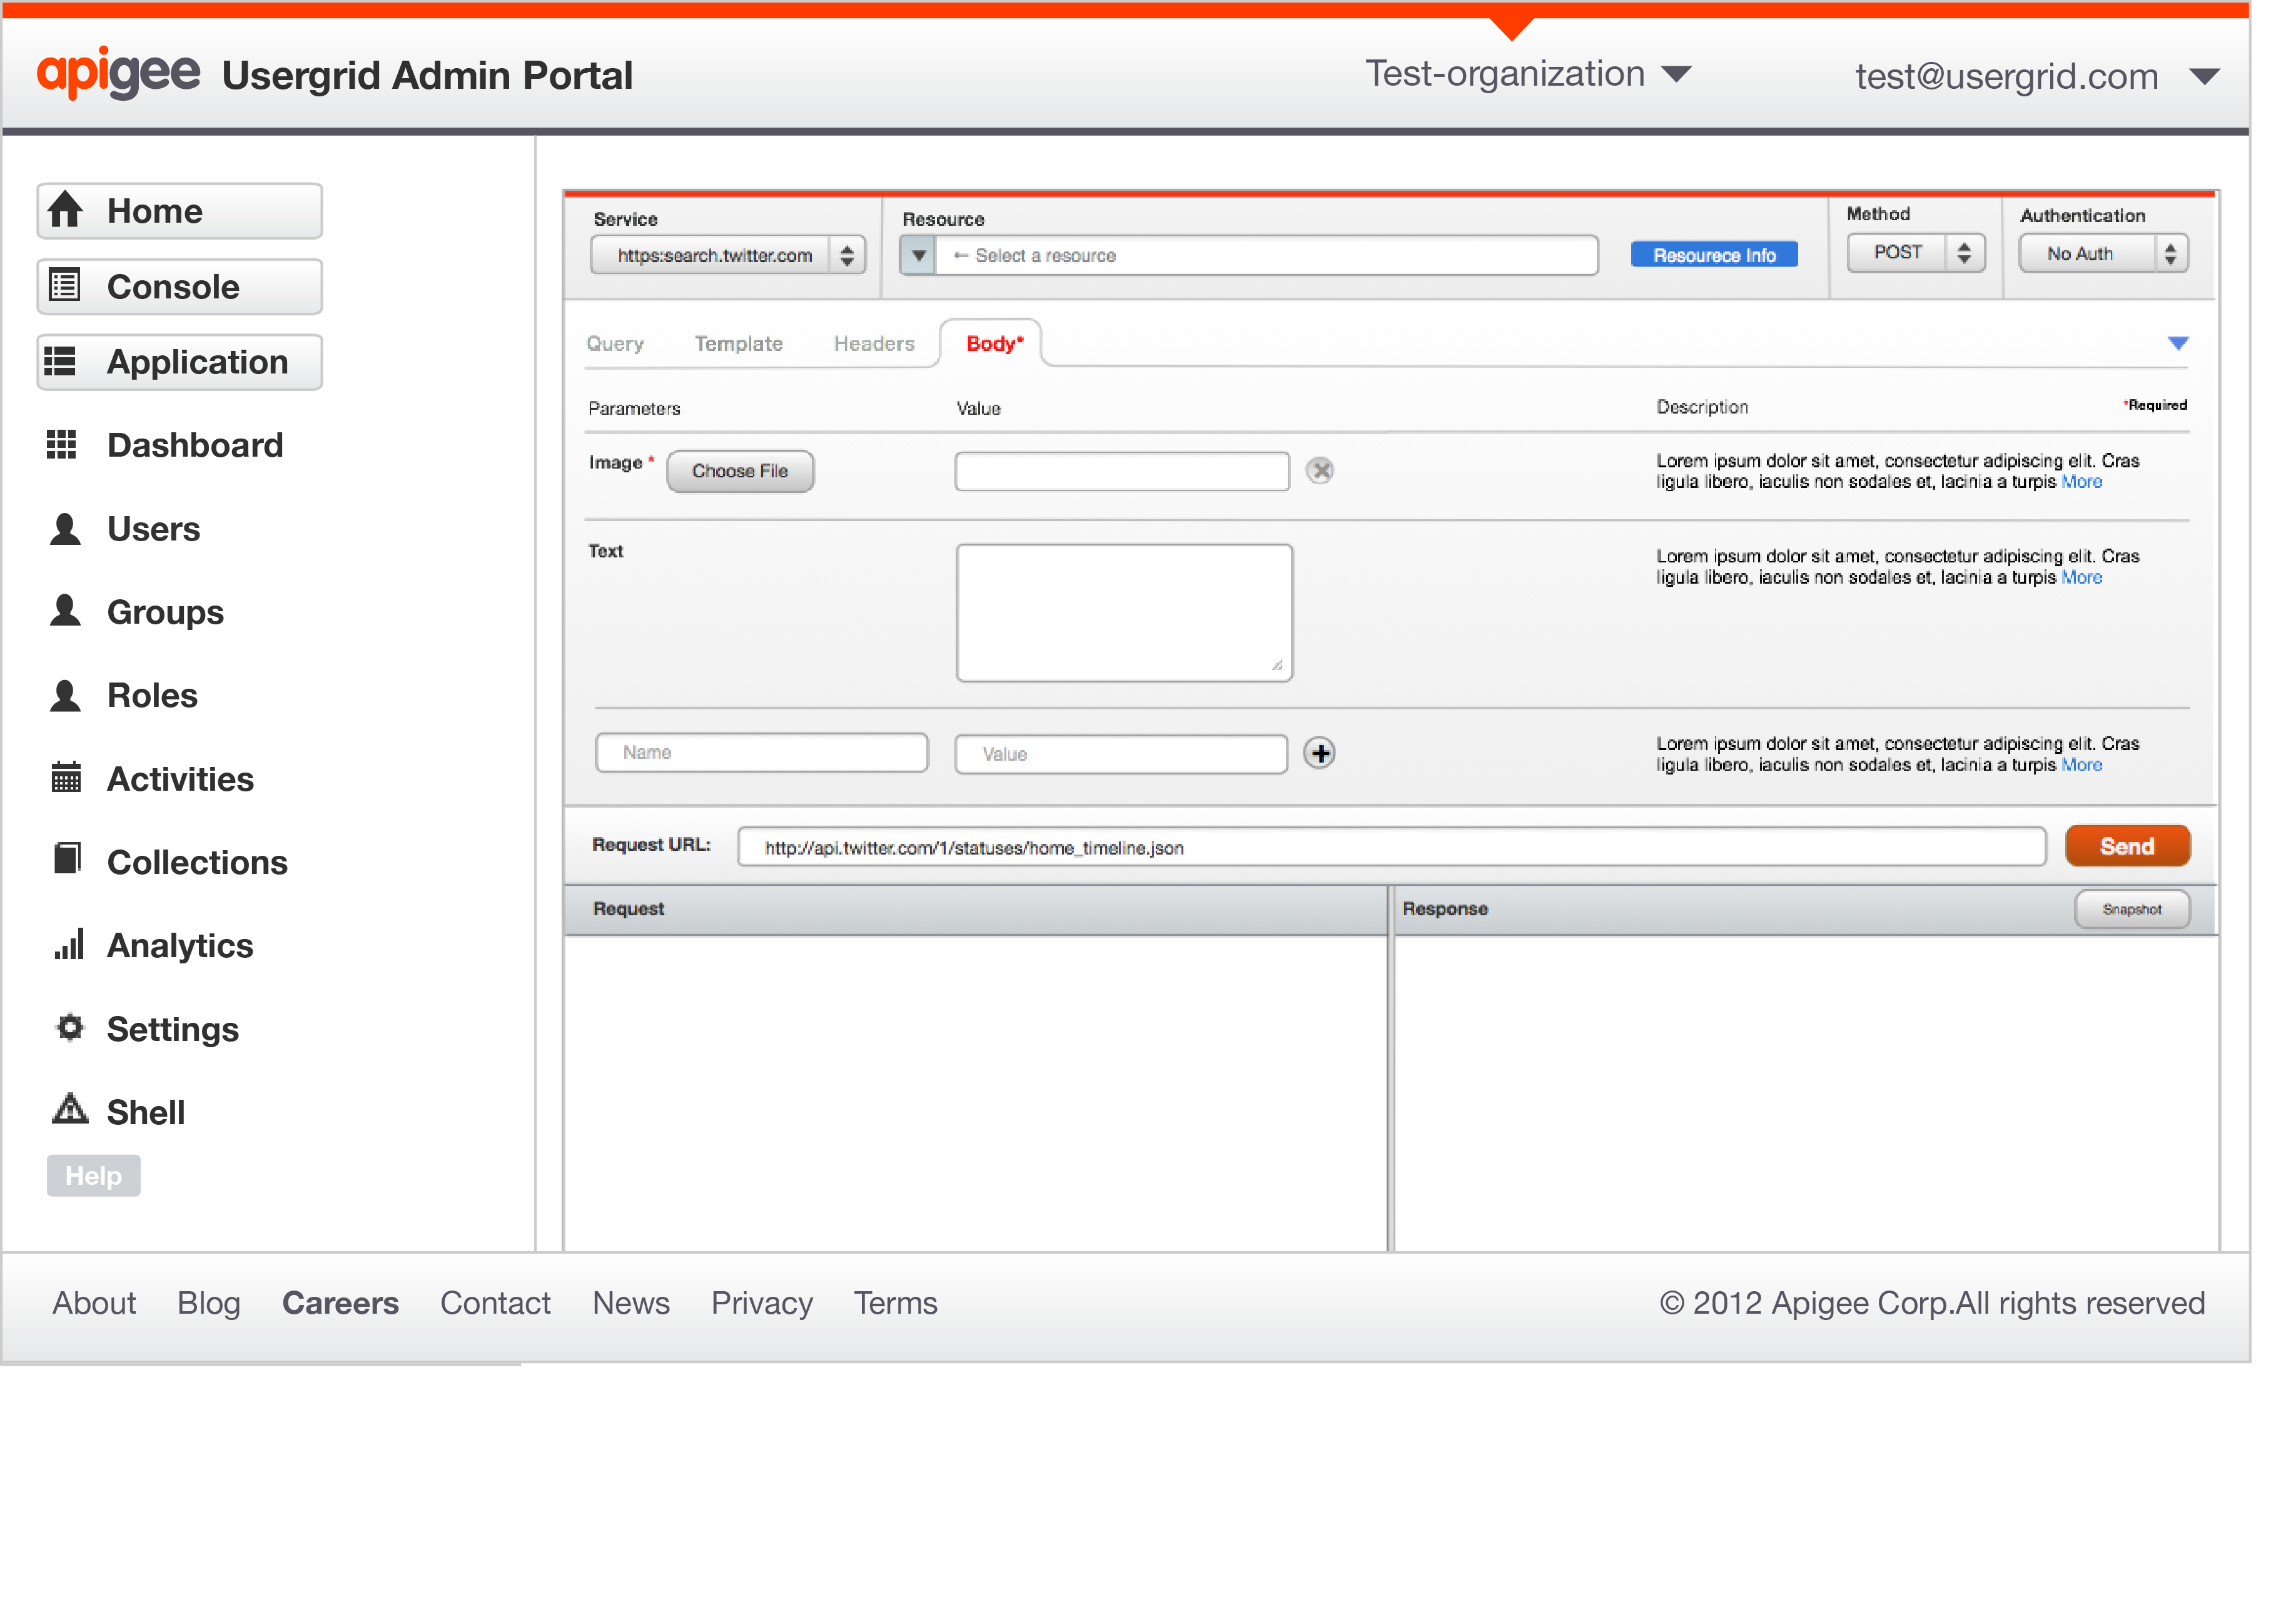 apigee Usergrid Admin Portal
Test-organization
test@usergrid.com
Home
Console
Application
Dashboard
Users
Groups
Roles
Activities
Collections
Analytics
Settings
Shell
Help
Service
https:search.twitter.com
Resource
← Select a resource
Resourece Info
Method
POST
Authentication
No Auth
Query
Template
Headers
Body*
Parameters
Value
Description
*Required
Image *
Choose File
Lorem ipsum dolor sit amet, consectetur adipiscing elit. Cras
ligula libero, iaculis non sodales et, lacinia a turpis More
Text
Lorem ipsum dolor sit amet, consectetur adipiscing elit. Cras
ligula libero, iaculis non sodales et, lacinia a turpis More
Name
Value
Lorem ipsum dolor sit amet, consectetur adipiscing elit. Cras
ligula libero, iaculis non sodales et, lacinia a turpis More
Request URL:
http://api.twitter.com/1/statuses/home_timeline.json
Send
Request
Response
Snapshot
About
Blog
Careers
Contact
News
Privacy
Terms
© 2012 Apigee Corp.All rights reserved